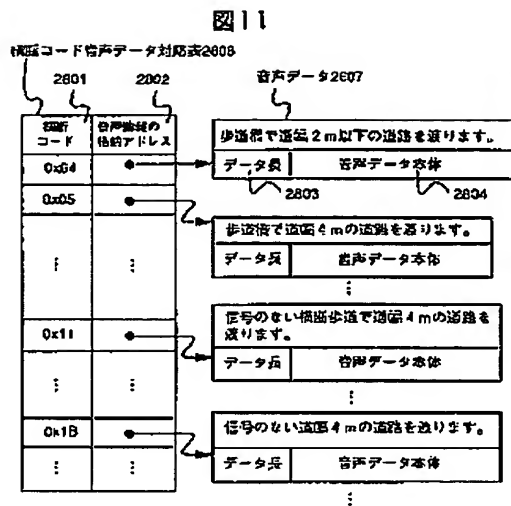 図11
横断コード音声データ対応表2808
2801
2802
音声データ2807
横断
コード
音声情報の
格納アドレス
0x04
歩道橋で道幅2m以下の道路を渡ります。
データ長
音声データ本体
2803
2804
0x05
歩道橋で道幅4mの道路を渡ります。
データ長
音声データ本体
0x11
信号のない横断歩道で道幅4mの道路を
渡ります。
データ長
音声データ本体
0x1B
信号のない道幅4mの道路を渡ります。
データ長
音声データ本体